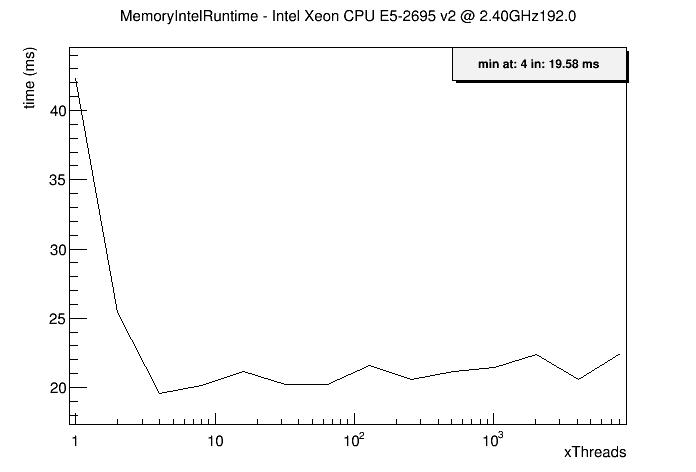 MemoryIntelRuntime - Intel Xeon CPU E5-2695 v2 @ 2.40GHz192.0
min at: 4 in: 19.58 ms
time (ms)
40
35
30
25
20
1 10 10² 10³
xThreads